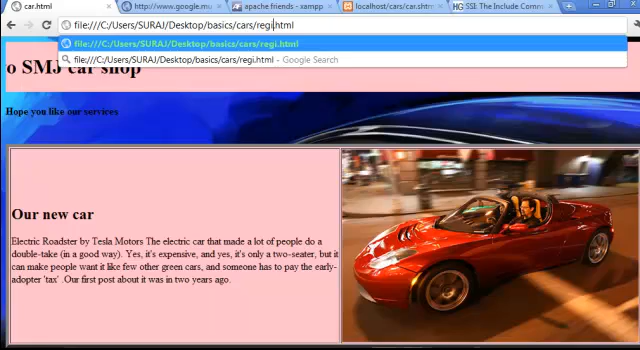 car.html
http://www.google.mu
apache friends - xampp
localhost/cars/car.shtm
HG SSI: The Include Commo
file:///C:/Users/SURAJ/Desktop/basics/cars/regi.html
file:///C:/Users/SURAJ/Desktop/basics/cars/regi.html
file:///C:/Users/SURAJ/Desktop/basics/cars/regi.html - Google Search
o SMJ car shop
Hope you like our services
Our new car
Electric Roadster by Tesla Motors The electric car that made a lot of people do a
double-take (in a good way). Yes, it's expensive, and yes, it's only a two-seater, but it
can make people want it like few other green cars, and someone has to pay the early-
adopter 'tax' .Our first post about it was in two years ago.